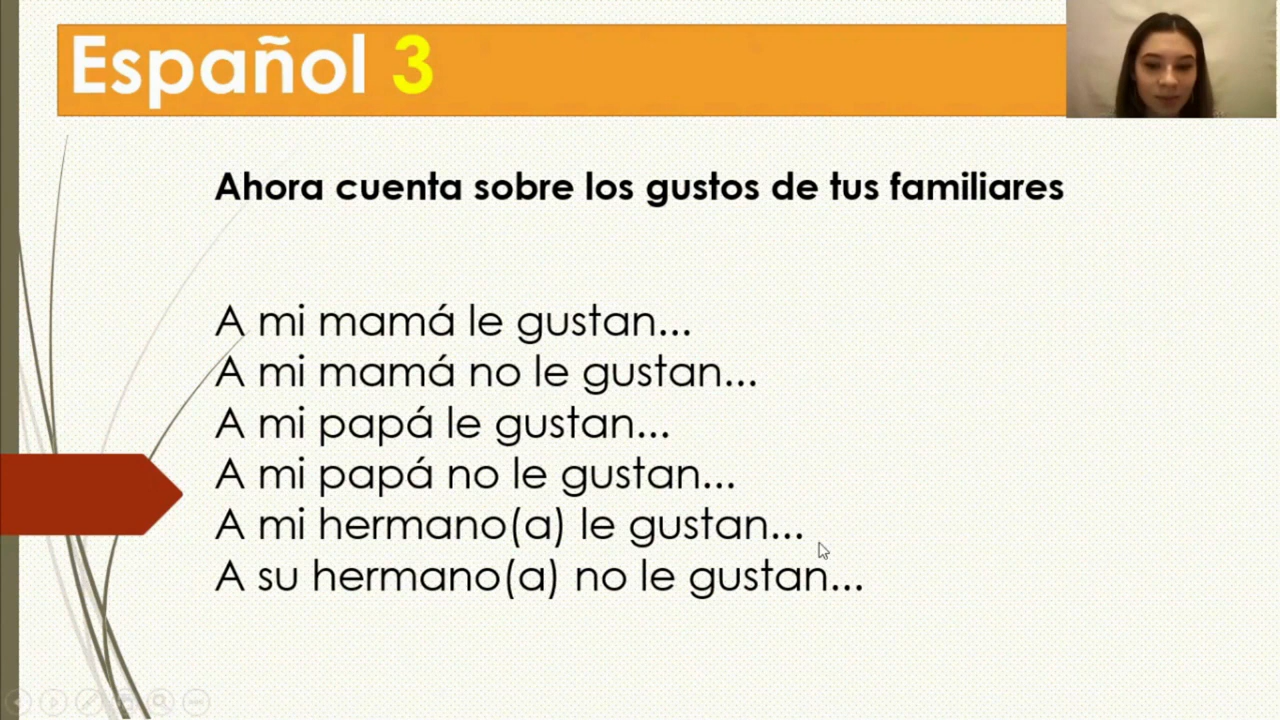 Español 3
Ahora cuenta sobre los gustos de tus familiares
A mi mamá le gustan...
A mi mamá no le gustan...
A mi papá le gustan...
A mi papá no le gustan...
A mi hermano(a) le gustan...
A su hermano(a) no le gustan...